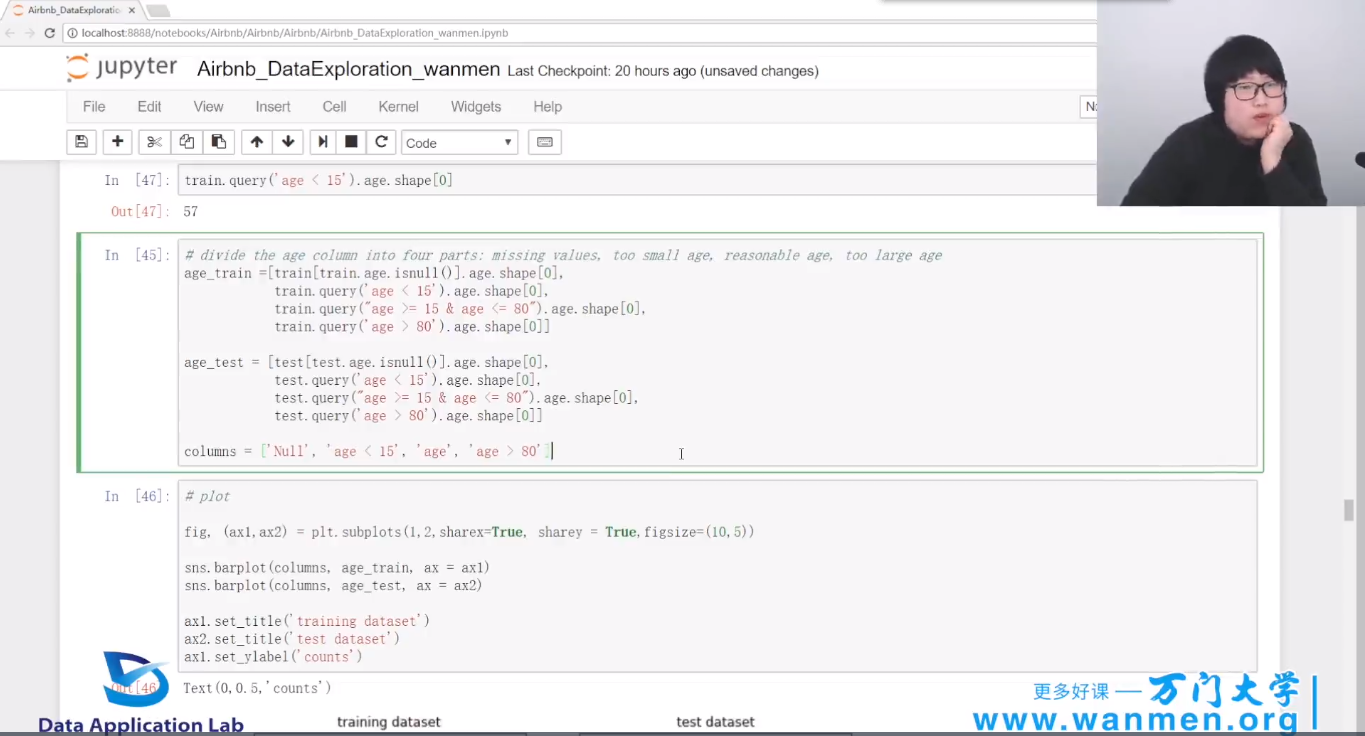 Airbnb_DataExploratio
localhost:8888/notebooks/Airbnb/Airbnb/Airbnb/Airbnb_DataExploration_wanmen.ipynb
jupyter Airbnb_DataExploration_wanmen Last Checkpoint: 20 hours ago (unsaved changes)
File Edit View Insert Cell Kernel Widgets Help
Code
In [47]: train.query('age < 15').age.shape[0]
Out[47]: 57
In [45]: # divide the age column into four parts: missing values, too small age, reasonable age, too large age
age_train =[train[train.age.isnull()].age.shape[0],
train.query('age < 15').age.shape[0],
train.query("age >= 15 & age <= 80").age.shape[0],
train.query('age > 80').age.shape[0]]
age_test = [test[test.age.isnull()].age.shape[0],
test.query('age < 15').age.shape[0],
test.query("age >= 15 & age <= 80").age.shape[0],
test.query('age > 80').age.shape[0]]
columns = ['Null', 'age < 15', 'age', 'age > 80']
In [46]: # plot
fig, (ax1,ax2) = plt.subplots(1,2,sharex=True, sharey = True,figsize=(10,5))
sns.barplot(columns, age_train, ax = ax1)
sns.barplot(columns, age_test, ax = ax2)
ax1.set_title('training dataset')
ax2.set_title('test dataset')
ax1.set_ylabel('counts')
Text(0,0.5,'counts')
training dataset test dataset
Data Application Lab
更多好课 — 万门大学
www.wanmen.org